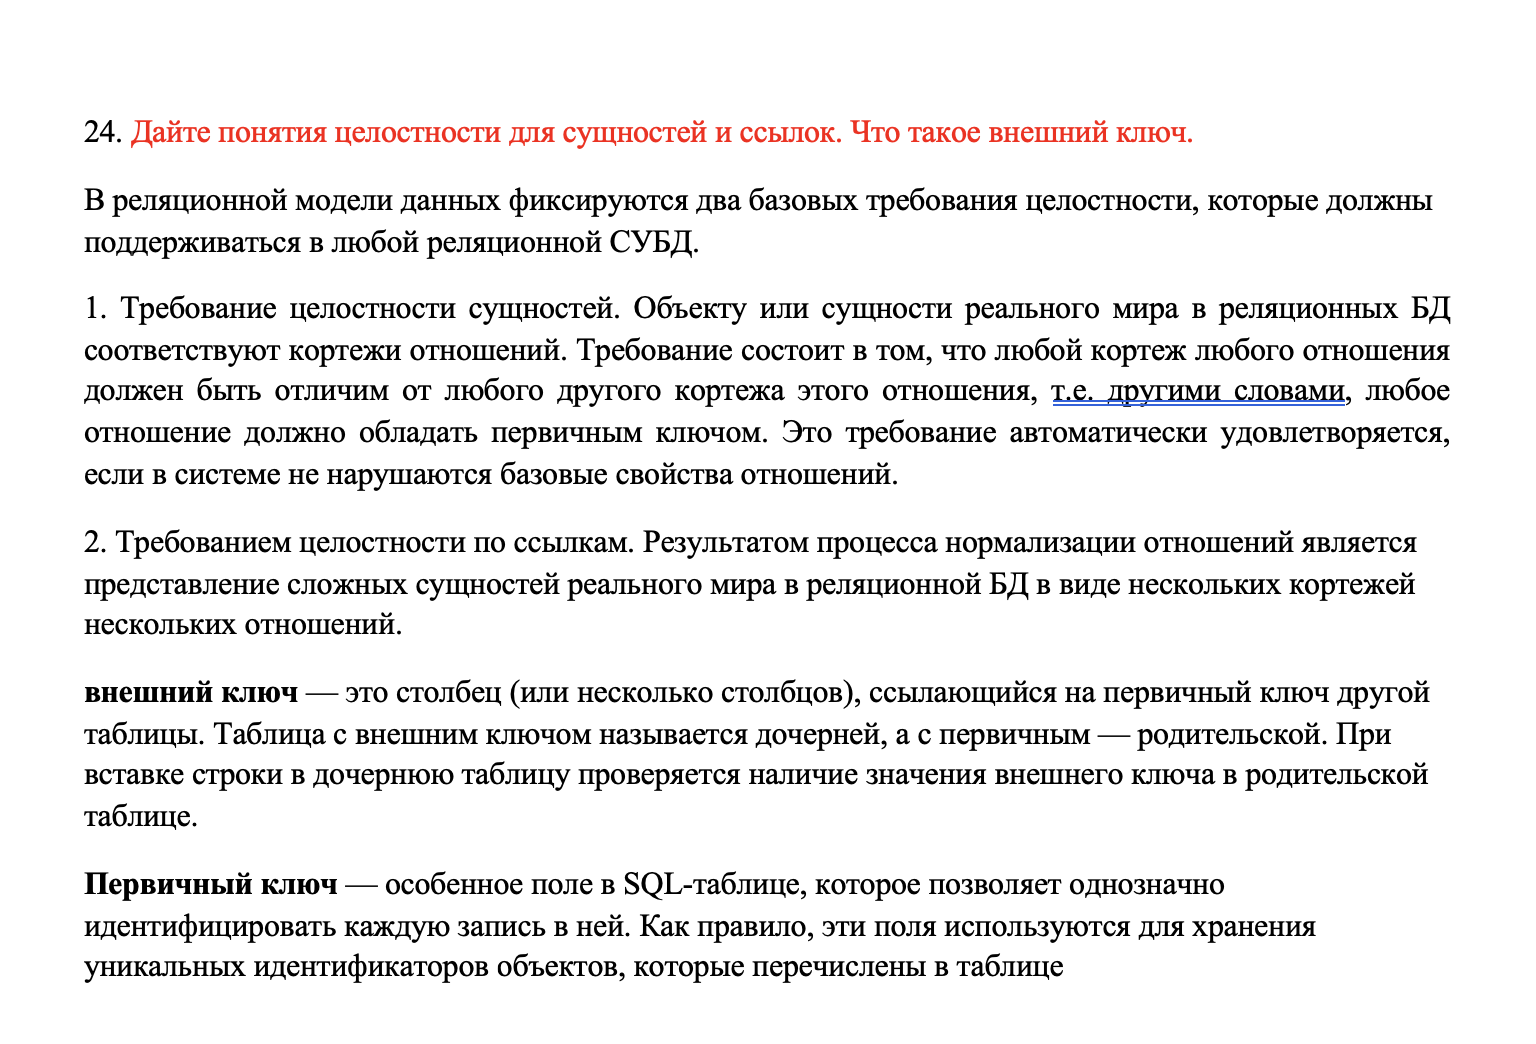 24. Дайте понятия целостности для сущностей и ссылок. Что такое внешний ключ.
В реляционной модели данных фиксируются два базовых требования целостности, которые должны
поддерживаться в любой реляционной СУБД.
1. Требование целостности сущностей. Объекту или сущности реального мира в реляционных БД
соответствуют кортежи отношений. Требование состоит в том, что любой кортеж любого отношения
должен быть отличим от любого другого кортежа этого отношения, т.е. другими словами, любое
отношение должно обладать первичным ключом. Это требование автоматически удовлетворяется,
если в системе не нарушаются базовые свойства отношений.
2. Требованием целостности по ссылкам. Результатом процесса нормализации отношений является
представление сложных сущностей реального мира в реляционной БД в виде нескольких кортежей
нескольких отношений.
внешний ключ — это столбец (или несколько столбцов), ссылающийся на первичный ключ другой
таблицы. Таблица с внешним ключом называется дочерней, а с первичным — родительской. При
вставке строки в дочернюю таблицу проверяется наличие значения внешнего ключа в родительской
таблице.
Первичный ключ — особенное поле в SQL-таблице, которое позволяет однозначно
идентифицировать каждую запись в ней. Как правило, эти поля используются для хранения
уникальных идентификаторов объектов, которые перечислены в таблице